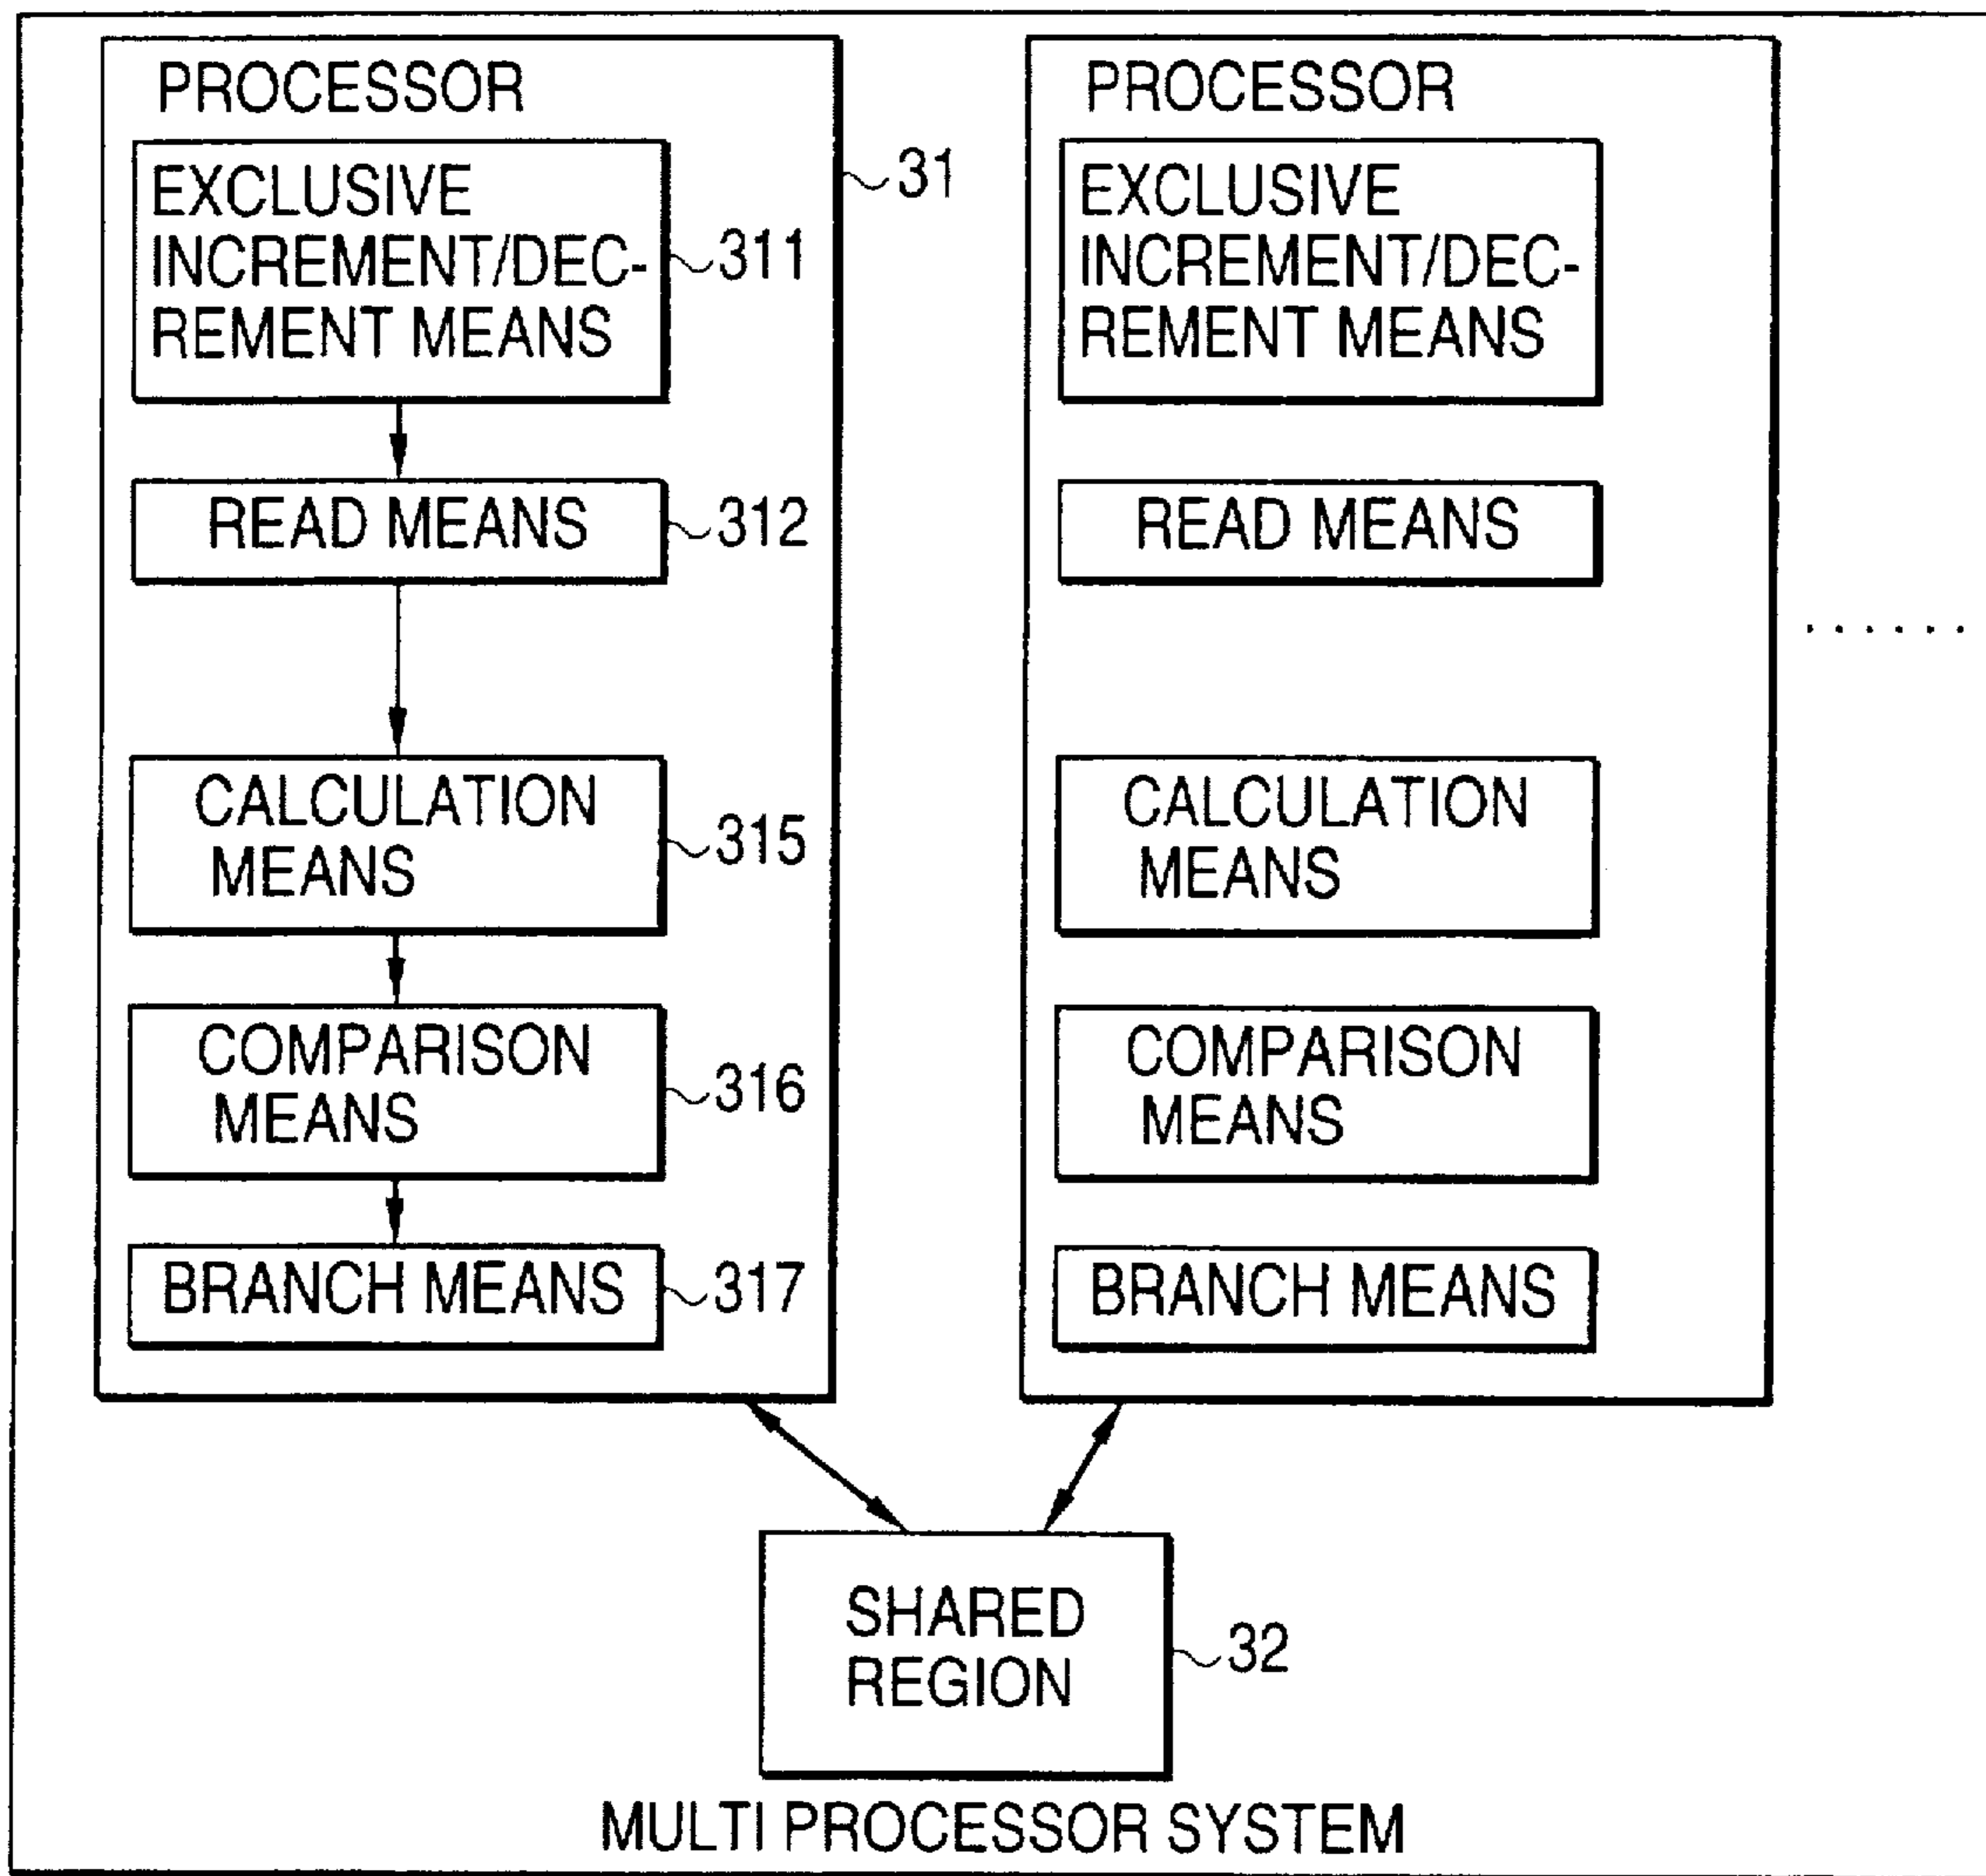 PROCESSOR
EXCLUSIVE
INCREMENT/DEC-
REMENT MEANS
311
31
READ MEANS
312
CALCULATION
MEANS
315
COMPARISON
MEANS
316
BRANCH MEANS
317
PROCESSOR
EXCLUSIVE
INCREMENT/DEC-
REMENT MEANS
READ MEANS
CALCULATION
MEANS
COMPARISON
MEANS
BRANCH MEANS
......
SHARED
REGION
32
MULTI PROCESSOR SYSTEM